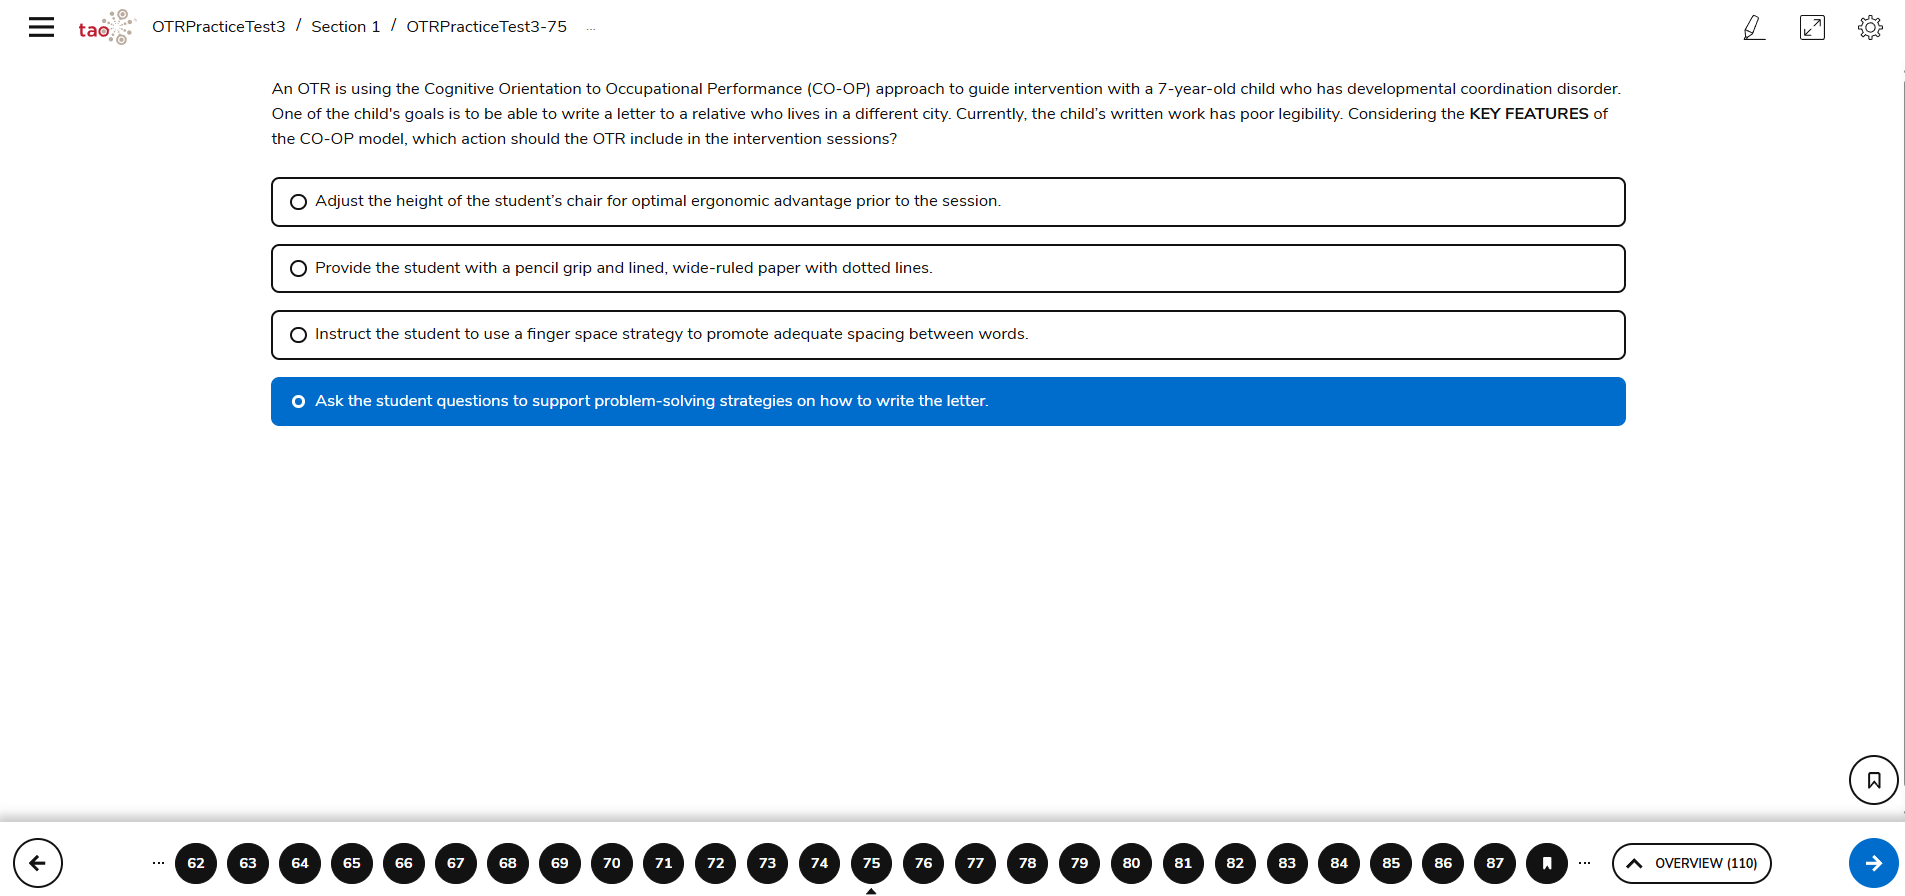 tao OTRPracticeTest3 / Section 1 / OTRPracticeTest3-75 ...
An OTR is using the Cognitive Orientation to Occupational Performance (CO-OP) approach to guide intervention with a 7-year-old child who has developmental coordination disorder.
One of the child's goals is to be able to write a letter to a relative who lives in a different city. Currently, the child’s written work has poor legibility. Considering the KEY FEATURES of
the CO-OP model, which action should the OTR include in the intervention sessions?
Adjust the height of the student’s chair for optimal ergonomic advantage prior to the session.
Provide the student with a pencil grip and lined, wide-ruled paper with dotted lines.
Instruct the student to use a finger space strategy to promote adequate spacing between words.
Ask the student questions to support problem-solving strategies on how to write the letter.
... 62 63 64 65 66 67 68 69 70 71 72 73 74 75 76 77 78 79 80 81 82 83 84 85 86 87 ... OVERVIEW (110)